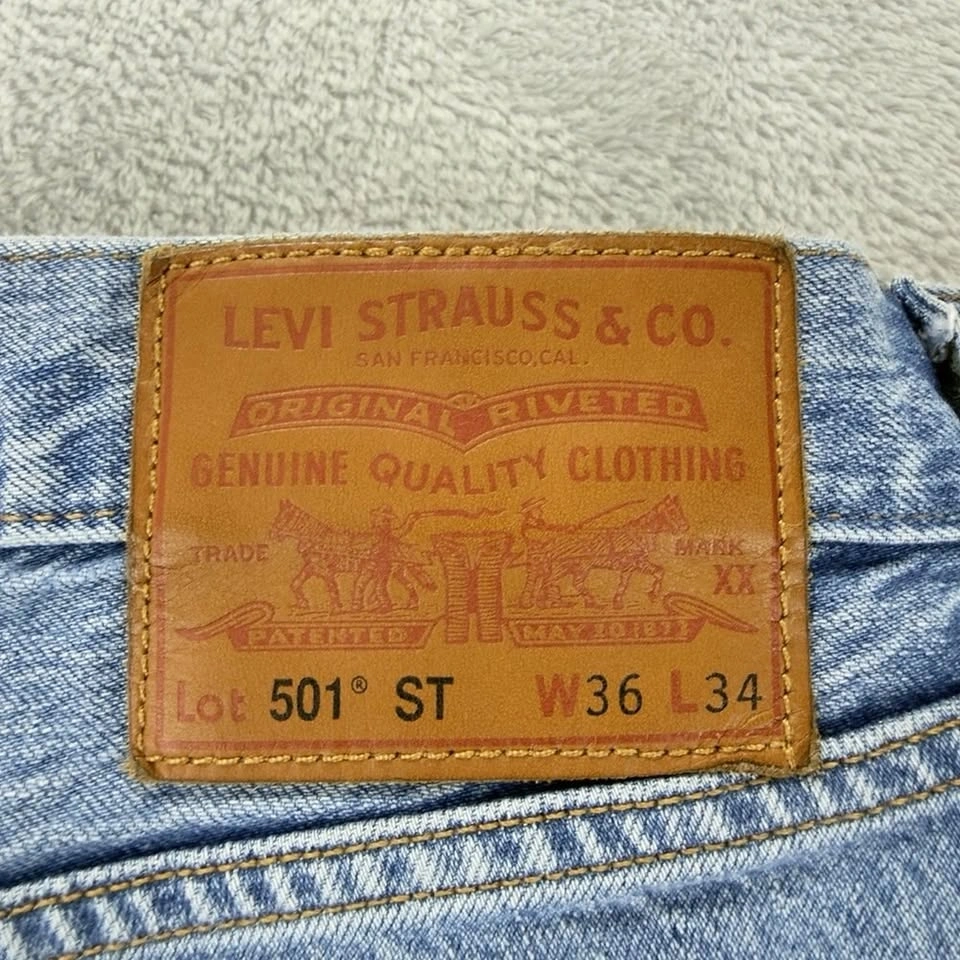 LEVI STRAUSS & CO.
SAN FRANCISCO, CAL.
ORIGINAL RIVETED
GENUINE QUALITY CLOTHING
TRADE MARK
XX
PATENTED MAY 20 1873
Lot 501® ST W36 L34